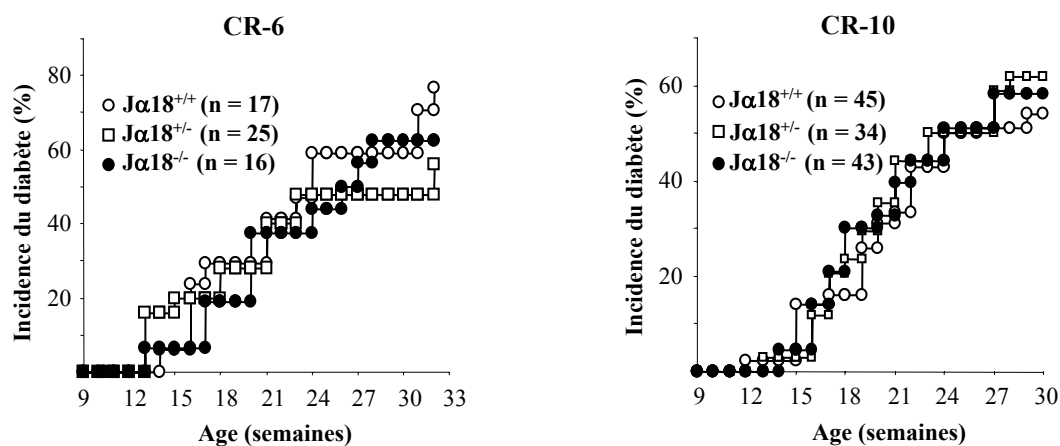 CR-6
Incidence du diabète (%)
80
60
40
20
Jα18+/+ (n = 17)
Jα18+/- (n = 25)
Jα18-/- (n = 16)
9 12 15 18 21 24 27 30 33
Age (semaines)
CR-10
Incidence du diabète (%)
60
40
20
Jα18+/+ (n = 45)
Jα18+/- (n = 34)
Jα18-/- (n = 43)
9 12 15 18 21 24 27 30
Age (semaines)